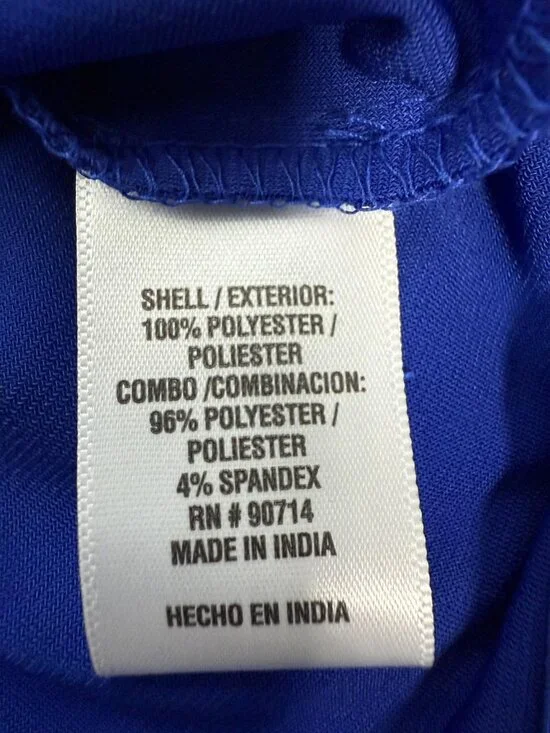 SHELL / EXTERIOR:
100% POLYESTER /
POLIESTER
COMBO /COMBINACION:
96% POLYESTER /
POLIESTER
4% SPANDEX
RN # 90714
MADE IN INDIA
HECHO EN INDIA